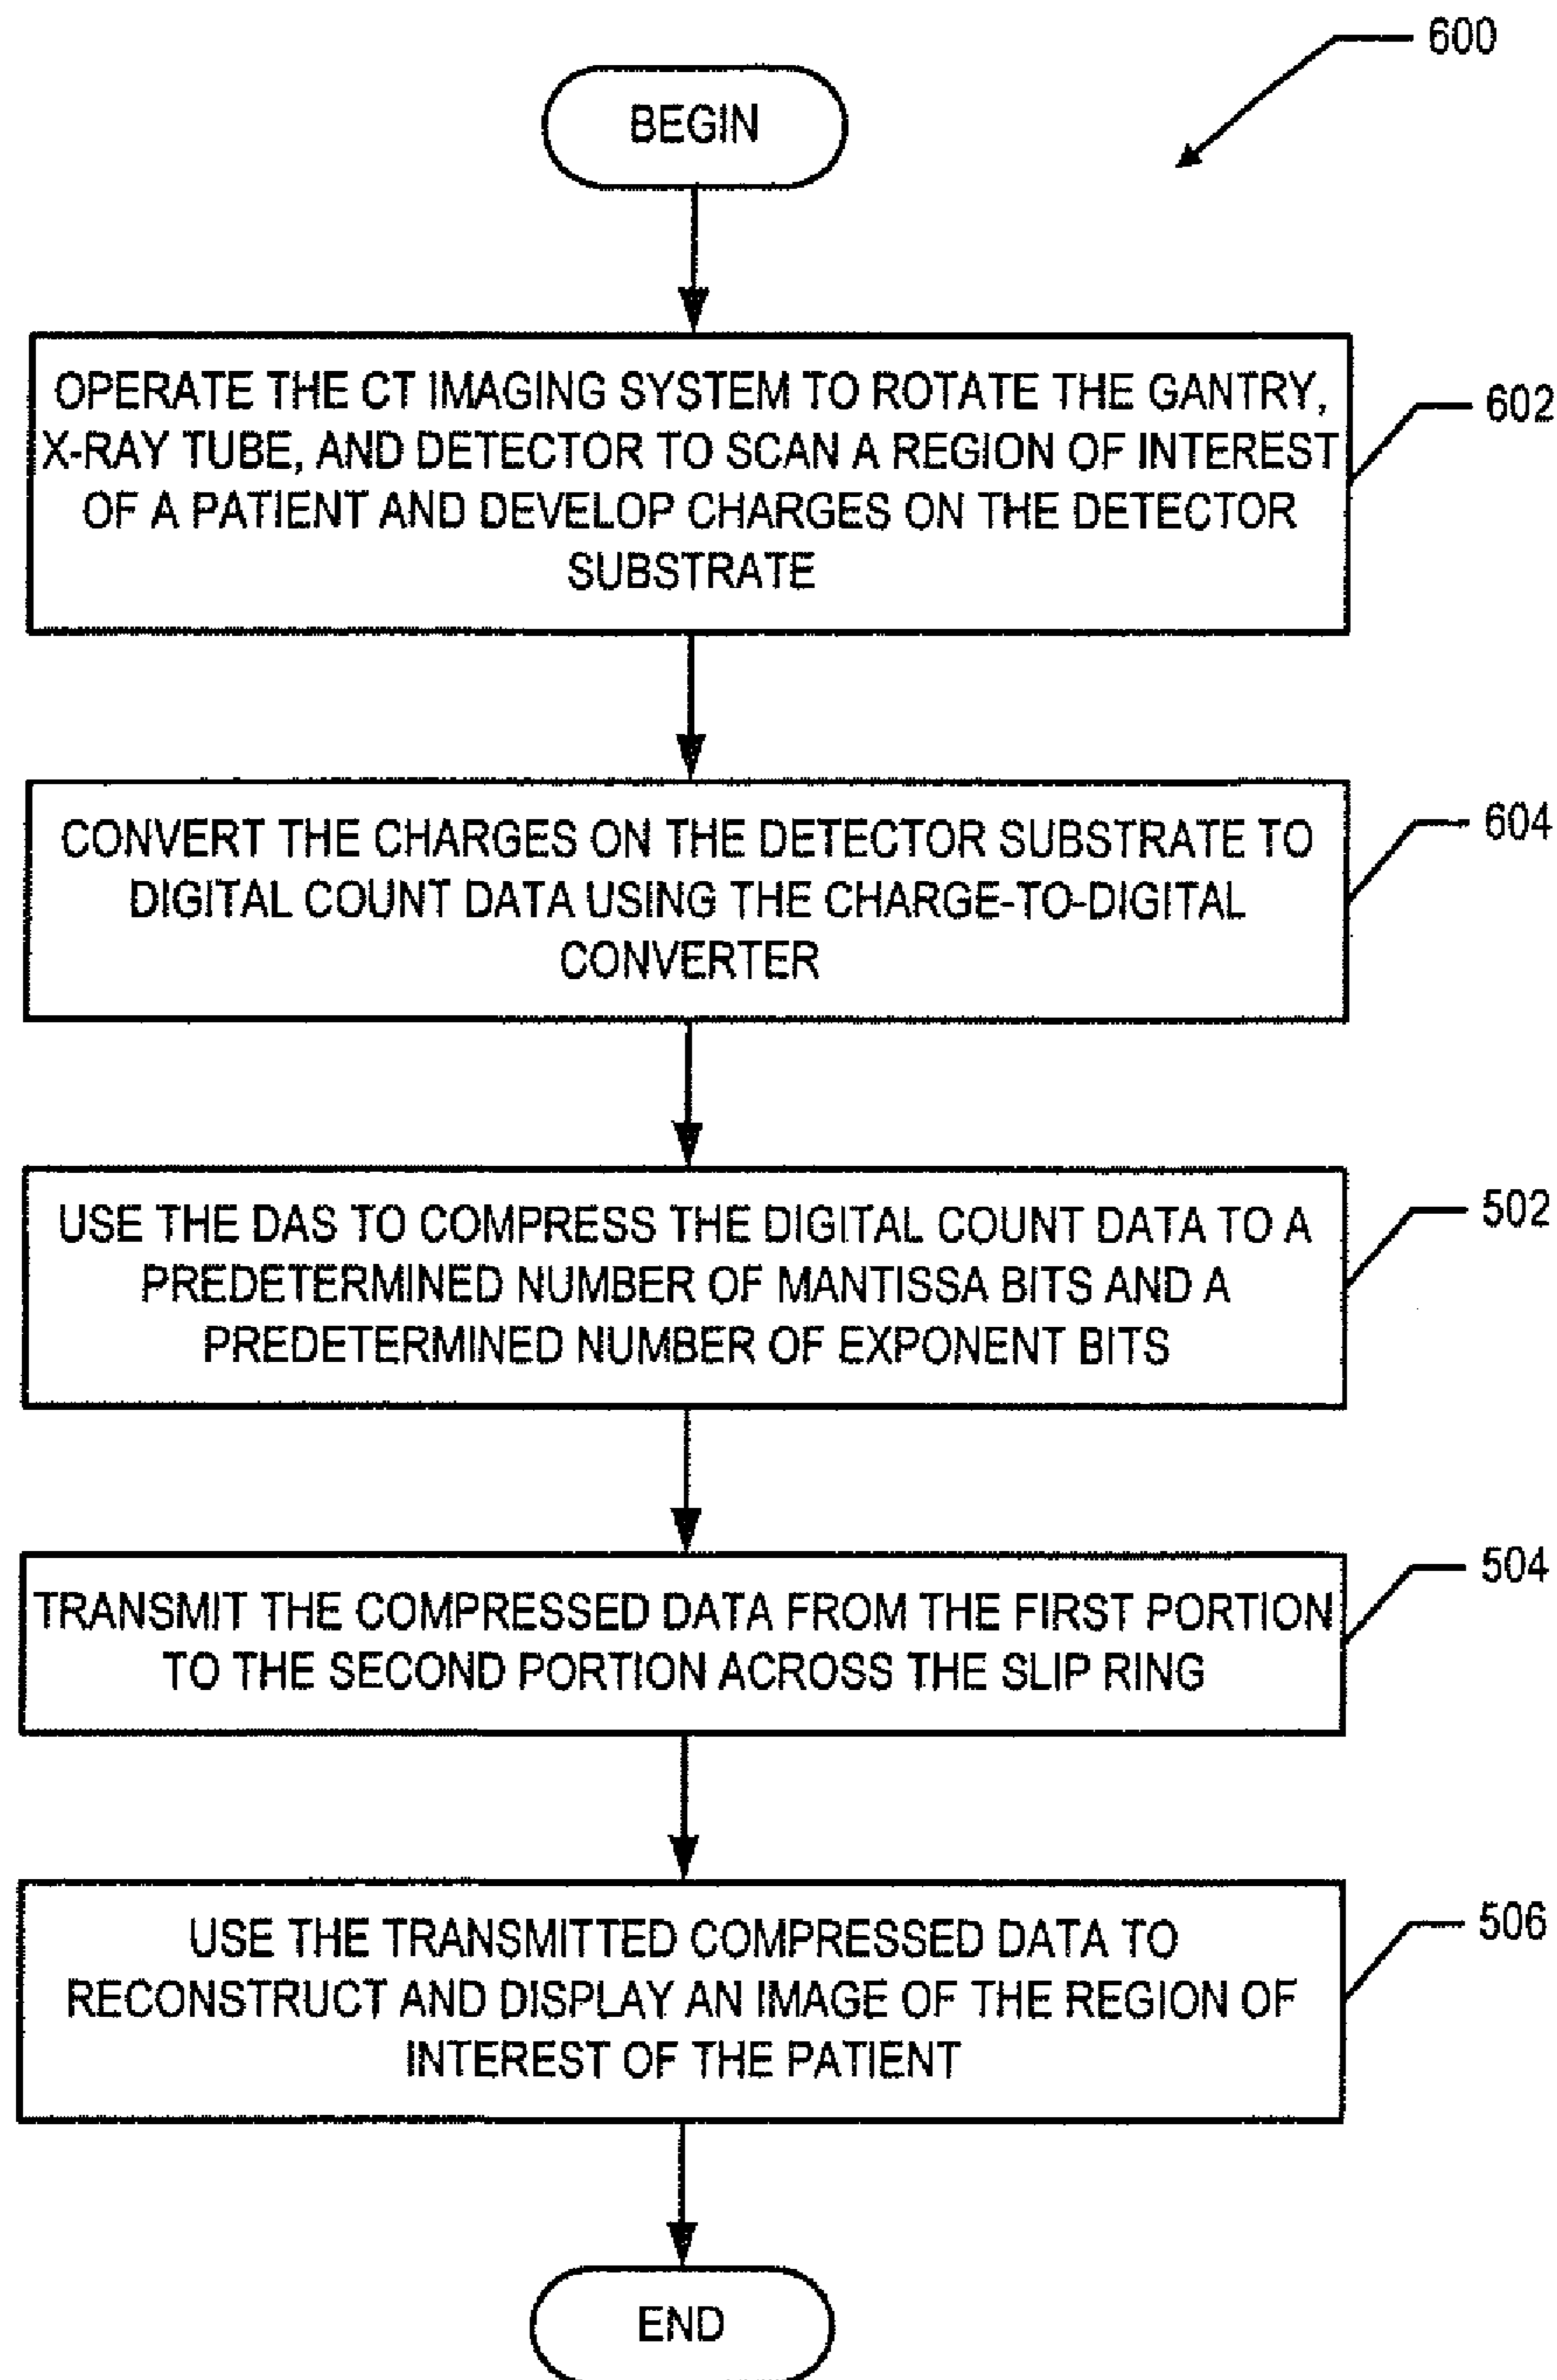 600
BEGIN
OPERATE THE CT IMAGING SYSTEM TO ROTATE THE GANTRY,
X-RAY TUBE, AND DETECTOR TO SCAN A REGION OF INTEREST
OF A PATIENT AND DEVELOP CHARGES ON THE DETECTOR
SUBSTRATE
602
CONVERT THE CHARGES ON THE DETECTOR SUBSTRATE TO
DIGITAL COUNT DATA USING THE CHARGE-TO-DIGITAL
CONVERTER
604
USE THE DAS TO COMPRESS THE DIGITAL COUNT DATA TO A
PREDETERMINED NUMBER OF MANTISSA BITS AND A
PREDETERMINED NUMBER OF EXPONENT BITS
502
TRANSMIT THE COMPRESSED DATA FROM THE FIRST PORTION
TO THE SECOND PORTION ACROSS THE SLIP RING
504
USE THE TRANSMITTED COMPRESSED DATA TO
RECONSTRUCT AND DISPLAY AN IMAGE OF THE REGION OF
INTEREST OF THE PATIENT
506
END